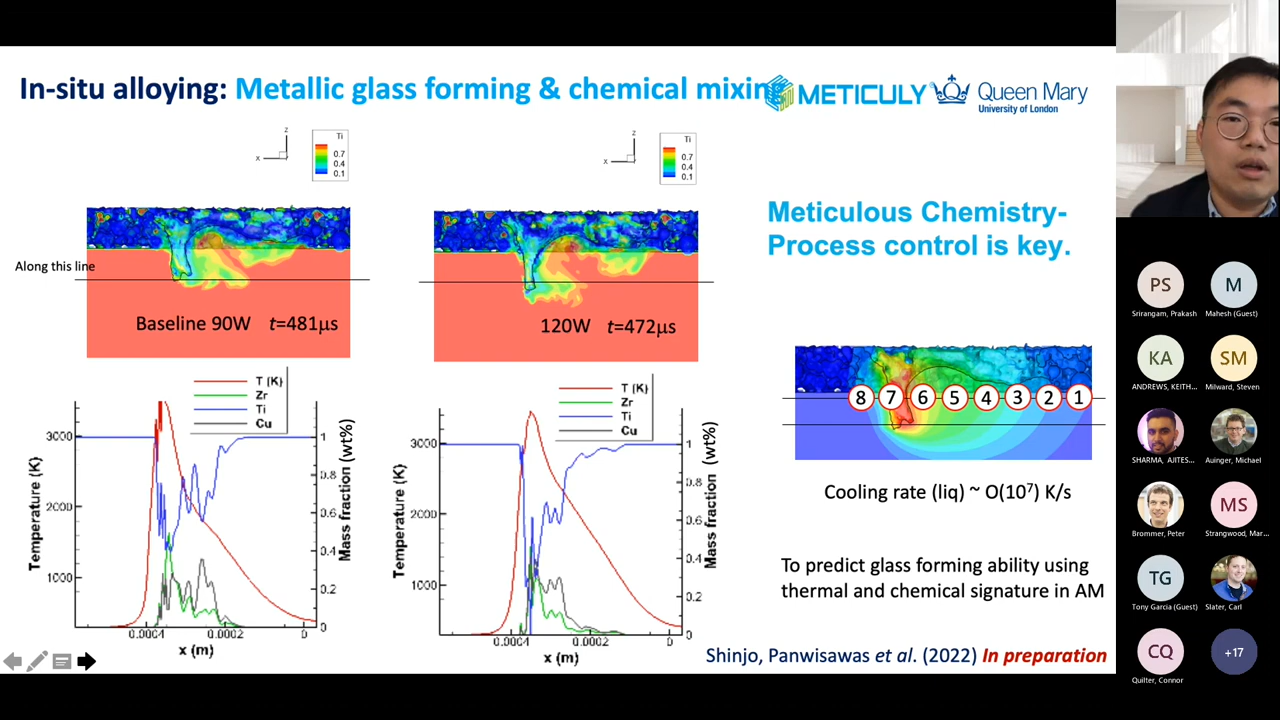 In-situ alloying: Metallic glass forming & chemical mixing
METICULY
Queen Mary
University of London
z
x
Ti
0.7
0.4
0.1
z
x
Ti
0.7
0.4
0.1
Along this line
Baseline 90W t=481μs
120W t=472μs
Meticulous Chemistry-
Process control is key.
8 7 6 5 4 3 2 1
Cooling rate (liq) ~ O(10⁷) K/s
To predict glass forming ability using
thermal and chemical signature in AM
T (K)
Zr
Ti
Cu
Temperature (K)
3000
2000
1000
1
0.8
0.6
0.4
0.2
0
Mass fraction (wt%)
0.0004 0.0002 0
x (m)
T (K)
Zr
Ti
Cu
Temperature (K)
3000
2000
1000
1
0.8
0.6
0.4
0.2
0
Mass fraction (wt%)
0.0004 0.0002 0
x (m)
Shinjo, Panwisawas et al. (2022) In preparation
PS
Srirangam, Prakash
M
Mahesh (Guest)
KA
ANDREWS, KEITH...
SM
Milward, Steven
SHARMA, AJITES...
Auinger, Michael
Brommer, Peter
MS
Strangwood, Mar...
TG
Tony Garcia (Guest)
Slater, Carl
CQ
Quilter, Connor
+17